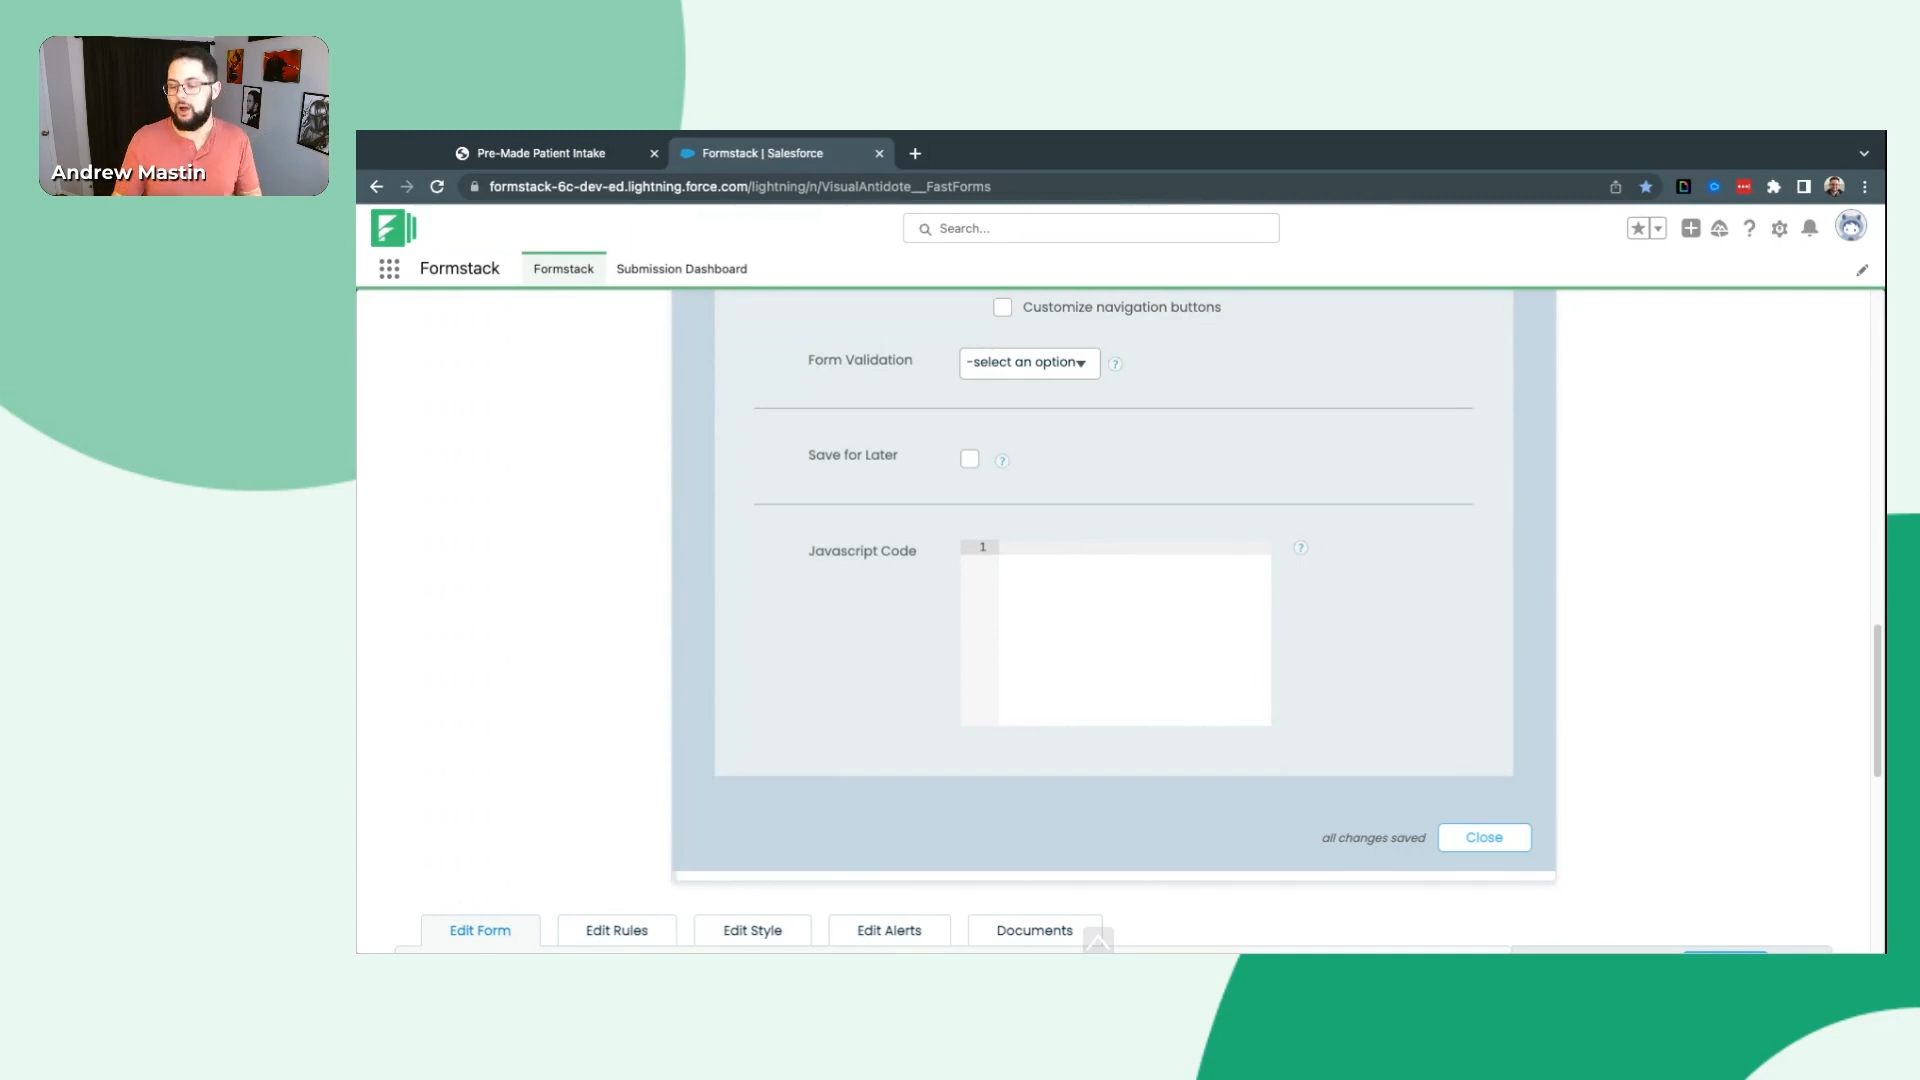 Andrew Mastin
Pre-Made Patient Intake
Formstack | Salesforce
formstack-6c-dev-ed.lightning.force.com/lightning/n/VisualAntidote__FastForms
Search...
Formstack
Formstack
Submission Dashboard
Customize navigation buttons
Form Validation
-select an option
?
Save for Later
?
Javascript Code
1
?
all changes saved
Close
Edit Form
Edit Rules
Edit Style
Edit Alerts
Documents